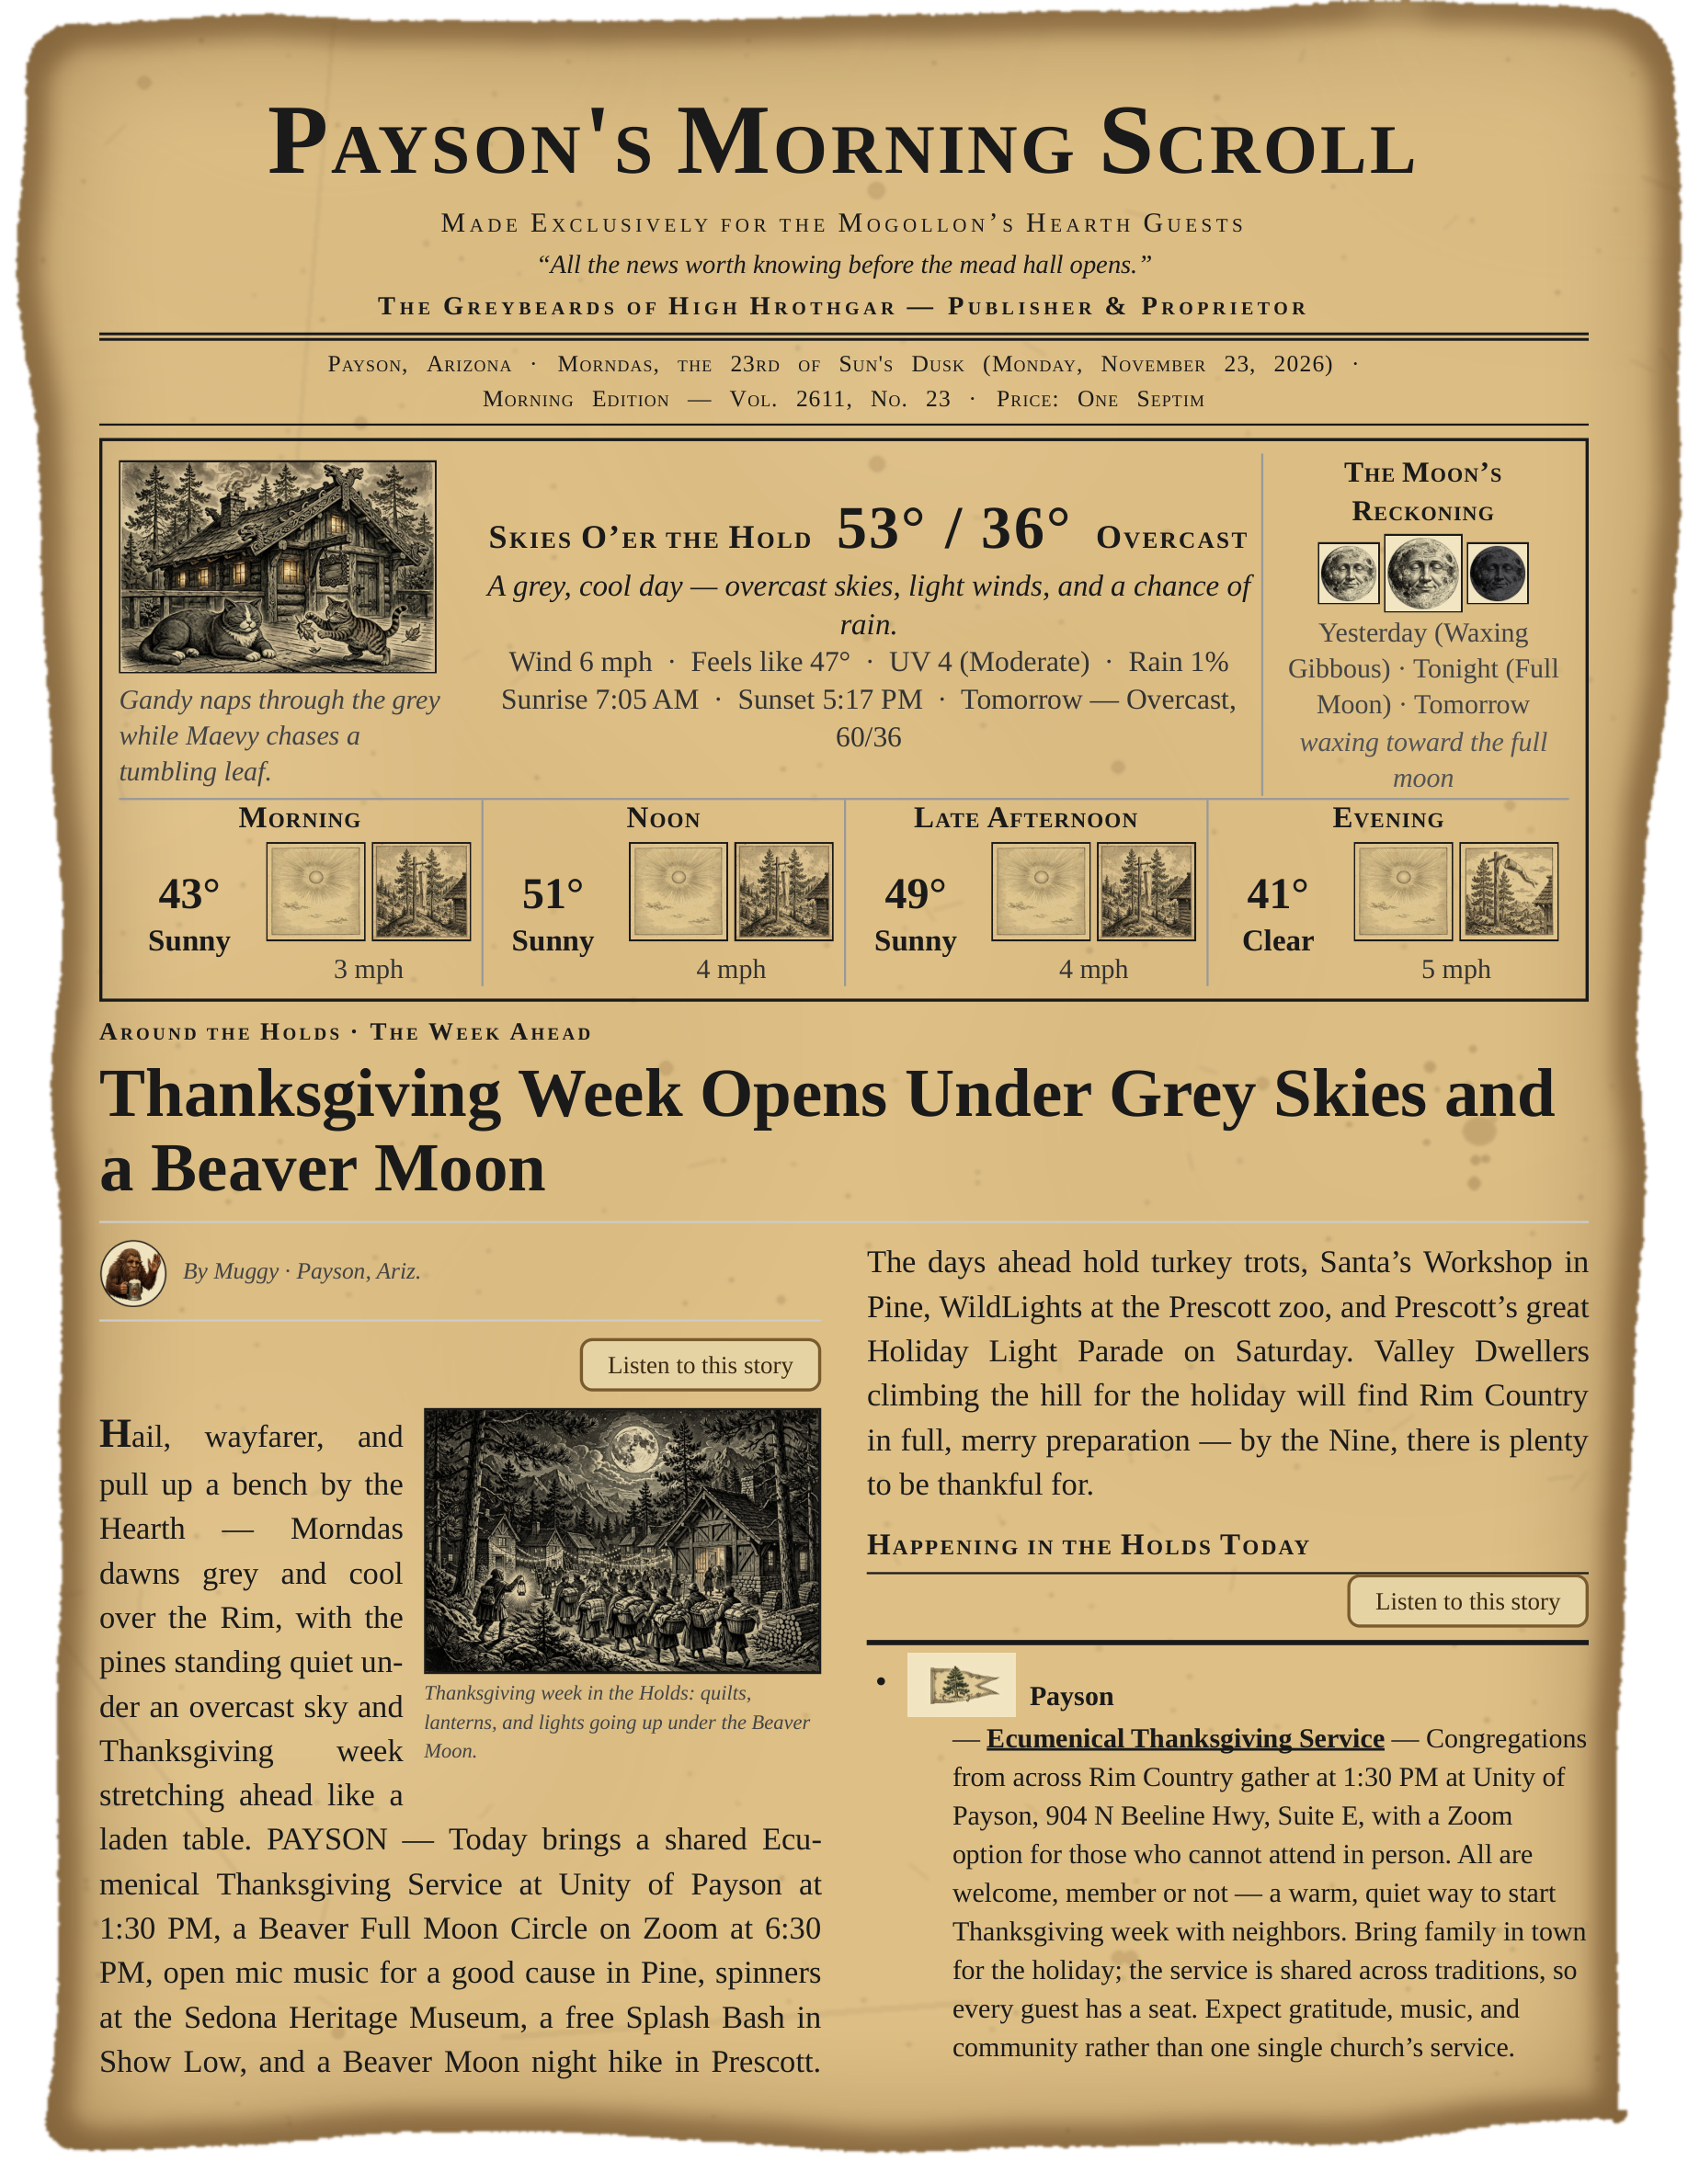 Payson's Morning Scroll
Made Exclusively for the Mogollon’s Hearth Guests
“All the news worth knowing before the mead hall opens.”
The Greybeards of High Hrothgar — Publisher & Proprietor
Payson, Arizona · Morndas, the 23rd of Sun's Dusk (Monday, November 23, 2026) ·
Morning Edition — Vol. 2611, No. 23 · Price: One Septim
Gandy naps through the grey
while Maevy chases a
tumbling leaf.
Skies O’er the Hold 53° / 36° Overcast
A grey, cool day — overcast skies, light winds, and a chance of
rain.
Wind 6 mph · Feels like 47° · UV 4 (Moderate) · Rain 1%
Sunrise 7:05 AM · Sunset 5:17 PM · Tomorrow — Overcast,
60/36
The Moon’s
Reckoning
Yesterday (Waxing
Gibbous) · Tonight (Full
Moon) · Tomorrow
waxing toward the full
moon
Morning
43°
Sunny
3 mph
Noon
51°
Sunny
4 mph
Late Afternoon
49°
Sunny
4 mph
Evening
41°
Clear
5 mph
Around the Holds · The Week Ahead
Thanksgiving Week Opens Under Grey Skies and
a Beaver Moon
By Muggy · Payson, Ariz.
Listen to this story
Hail, wayfarer, and
pull up a bench by the
Hearth — Morndas
dawns grey and cool
over the Rim, with the
pines standing quiet un-
der an overcast sky and
Thanksgiving week
stretching ahead like a
Thanksgiving week in the Holds: quilts,
lanterns, and lights going up under the Beaver
Moon.
laden table. PAYSON — Today brings a shared Ecu-
menical Thanksgiving Service at Unity of Payson at
1:30 PM, a Beaver Full Moon Circle on Zoom at 6:30
PM, open mic music for a good cause in Pine, spinners
at the Sedona Heritage Museum, a free Splash Bash in
Show Low, and a Beaver Moon night hike in Prescott.
The days ahead hold turkey trots, Santa’s Workshop in
Pine, WildLights at the Prescott zoo, and Prescott’s great
Holiday Light Parade on Saturday. Valley Dwellers
climbing the hill for the holiday will find Rim Country
in full, merry preparation — by the Nine, there is plenty
to be thankful for.
Happening in the Holds Today
Listen to this story
• Payson
— Ecumenical Thanksgiving Service — Congregations
from across Rim Country gather at 1:30 PM at Unity of
Payson, 904 N Beeline Hwy, Suite E, with a Zoom
option for those who cannot attend in person. All are
welcome, member or not — a warm, quiet way to start
Thanksgiving week with neighbors. Bring family in town
for the holiday; the service is shared across traditions, so
every guest has a seat. Expect gratitude, music, and
community rather than one single church’s service.